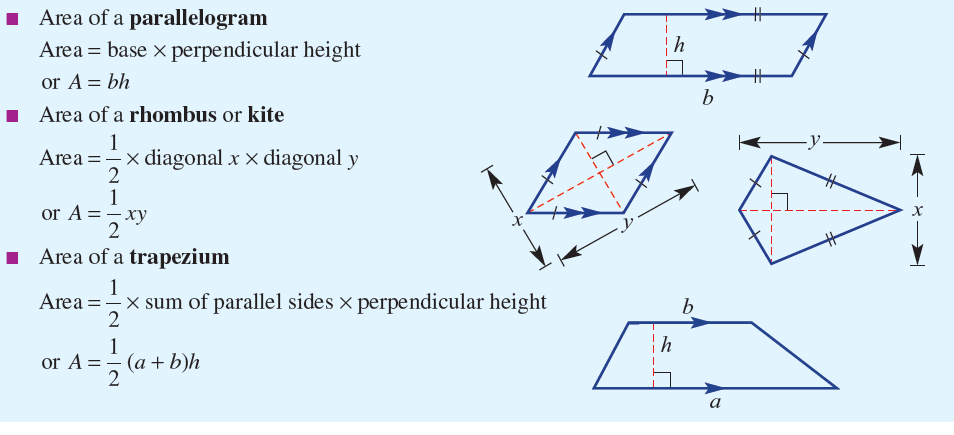 ■ Area of a parallelogram
Area = base × perpendicular height
or A = bh
■ Area of a rhombus or kite
Area = 1/2 × diagonal x × diagonal y
or A = 1/2 xy
■ Area of a trapezium
Area = 1/2 × sum of parallel sides × perpendicular height
or A = 1/2 (a + b)h
h
b
x
y
y
x
b
h
a